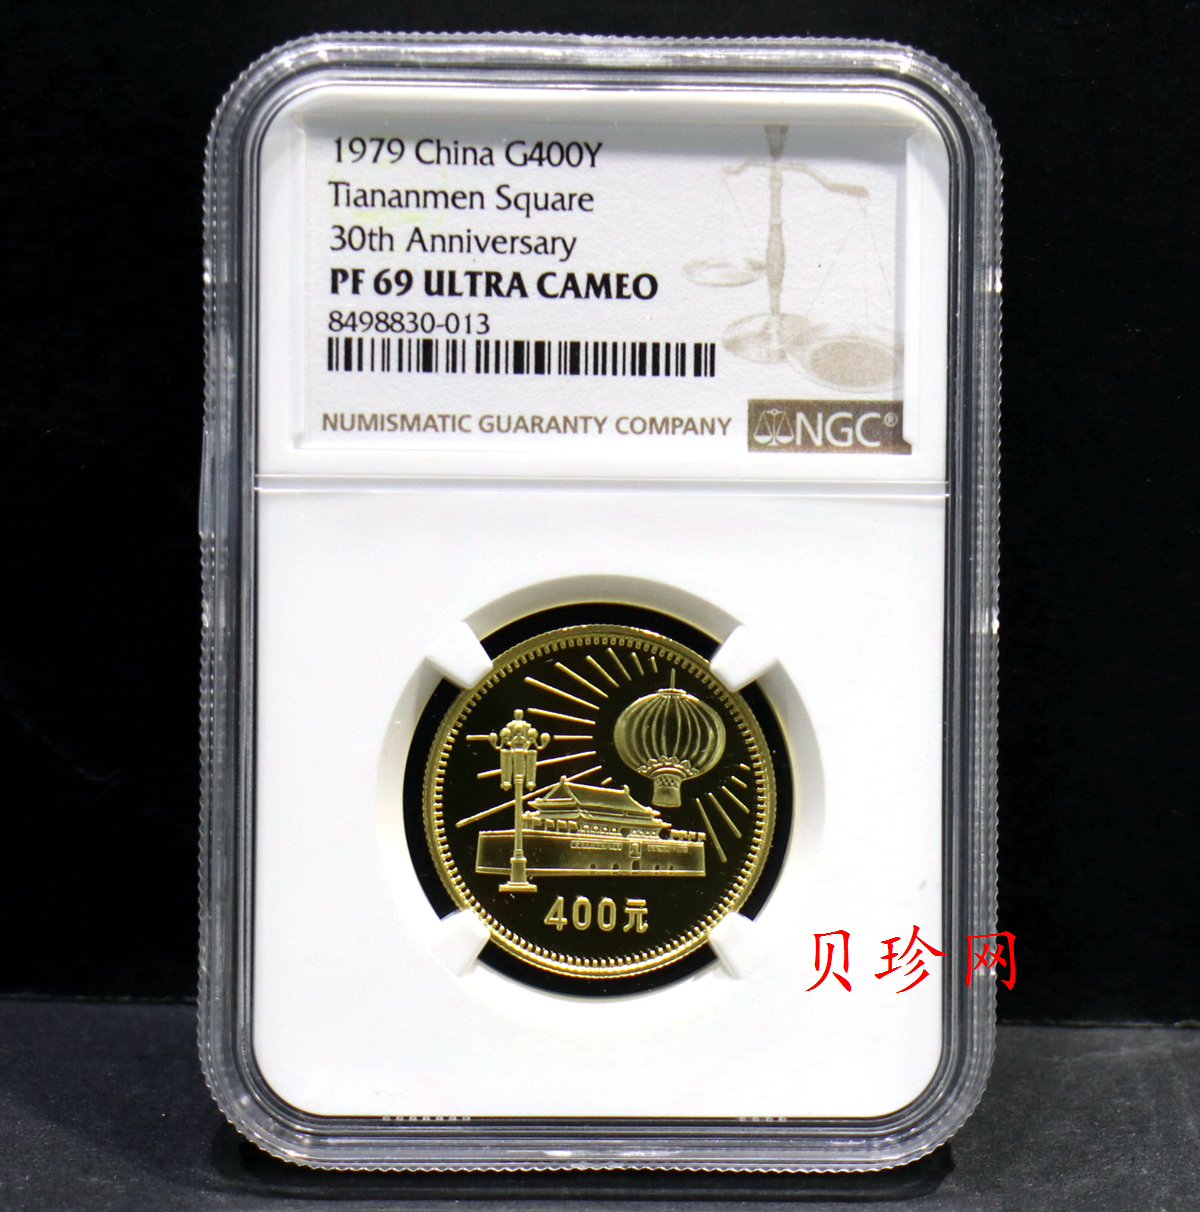 1979 China G400Y
Tiananmen Square
30th Anniversary
PF 69 ULTRA CAMEO
8498830-013
NUMISMATIC GUARANTY COMPANY NGC®
400元
贝珍网